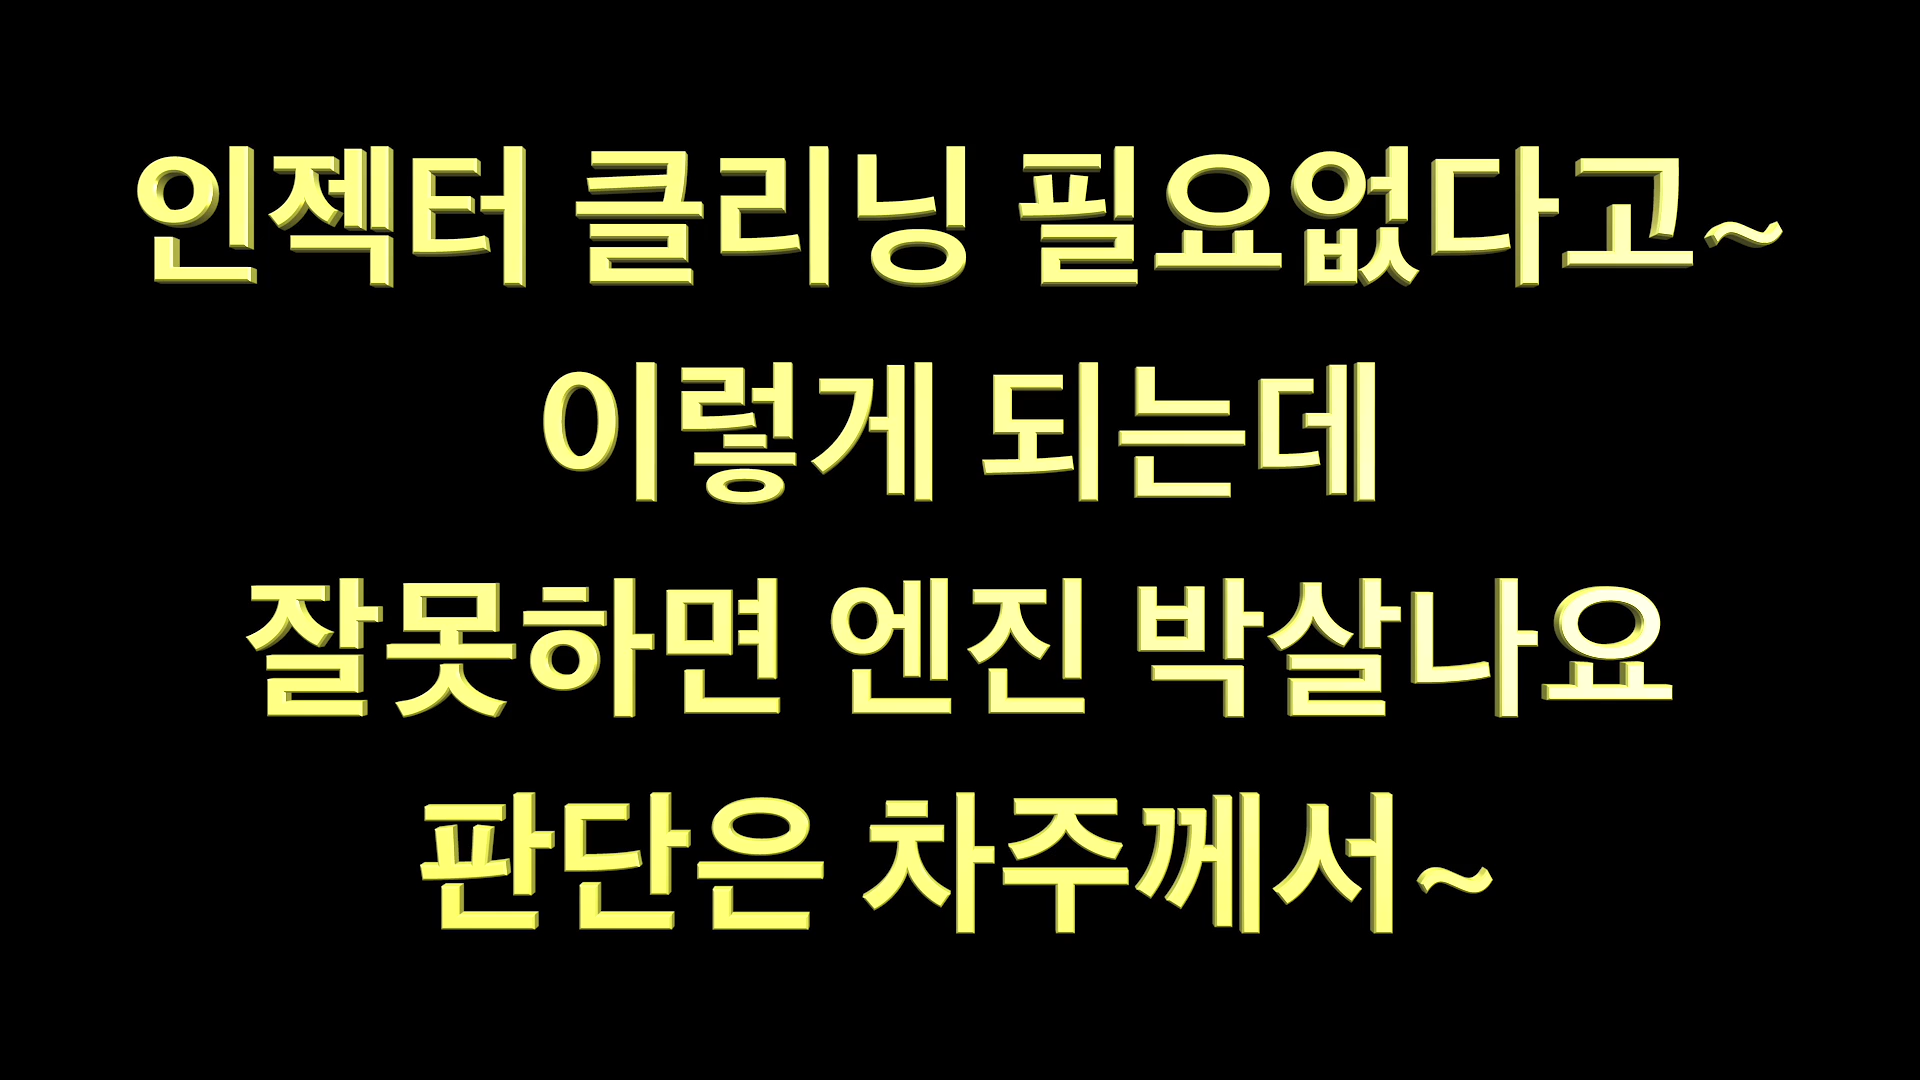 인젝터 클리닝 필요없다고~
이렇게 되는데
잘못하면 엔진 박살나요
판단은 차주께서~